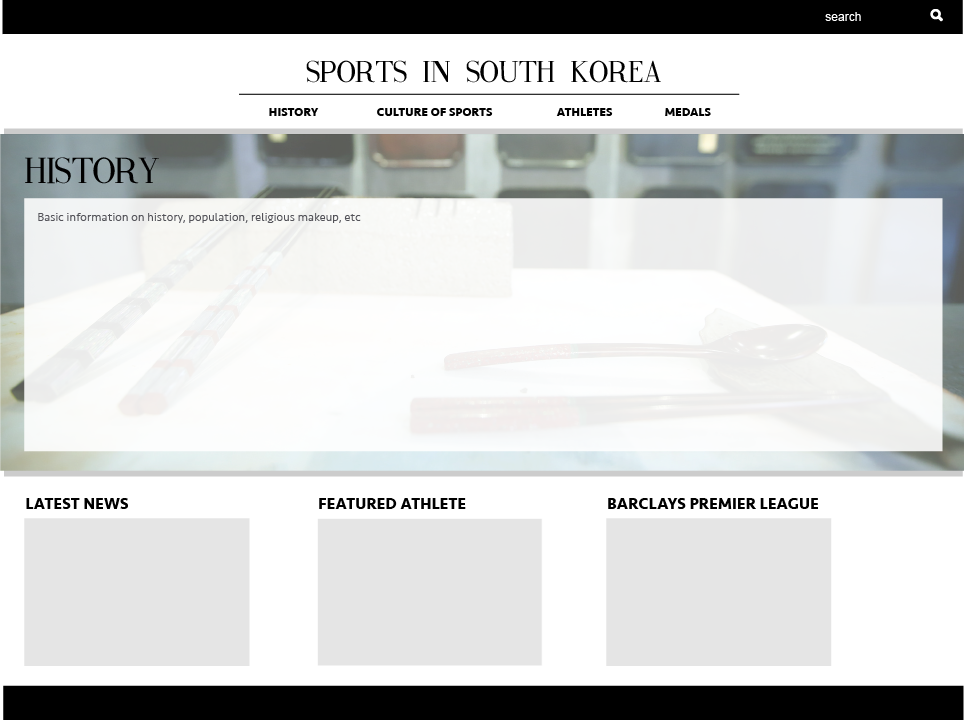 search
SPORTS IN SOUTH KOREA
HISTORY CULTURE OF SPORTS ATHLETES MEDALS
HISTORY
Basic information on history, population, religious makeup, etc
LATEST NEWS FEATURED ATHLETE BARCLAYS PREMIER LEAGUE